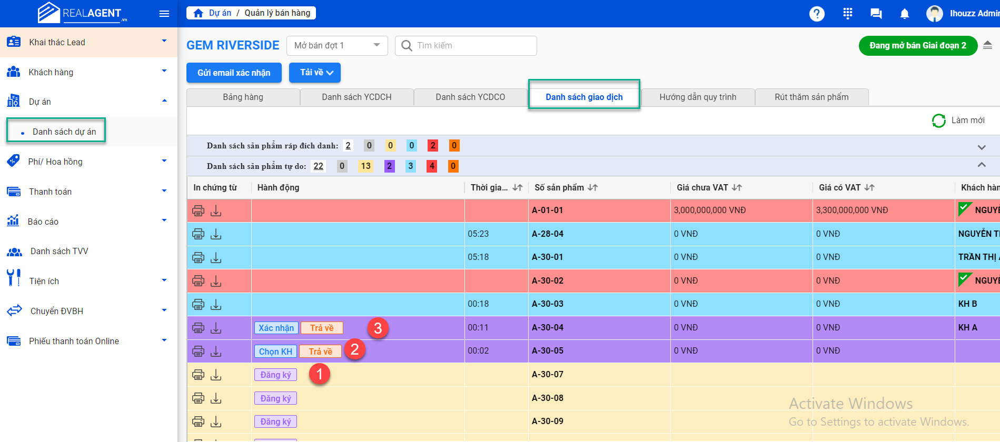 REALAGENT.vn
Dự án / Quản lý bán hàng
?
Ihouzz Admin
Khai thác Lead
Khách hàng
Dự án
Danh sách dự án
Phí/ Hoa hồng
Thanh toán
Báo cáo
Danh sách TVV
Tiện ích
Chuyển ĐVBH
Phiếu thanh toán Online
GEM RIVERSIDE
Mở bán đợt 1
Tìm kiếm
Đang mở bán Giai đoạn 2
Gửi email xác nhận
Tải về
Bảng hàng
Danh sách YCDCH
Danh sách YCDCO
Danh sách giao dịch
Hướng dẫn quy trình
Rút thăm sản phẩm
Làm mới
Danh sách sản phẩm ráp đích danh: 2 0 0 0 2 0
Danh sách sản phẩm tự do: 22 0 13 2 3 4 0
In chứng từ Hành động Thời gia... Số sản phẩm Giá chưa VAT Giá có VAT Khách hàn
A-01-01 3,000,000,000 VNĐ 3,300,000,000 VNĐ NGUYỄ
05:23 A-28-04 0 VNĐ 0 VNĐ NGUYỄN T
05:18 A-30-01 0 VNĐ 0 VNĐ TRẦN THỊ
A-30-02 0 VNĐ 0 VNĐ NGUYỄ
00:18 A-30-03 0 VNĐ 0 VNĐ KH B
Xác nhận Trả về 3 00:11 A-30-04 0 VNĐ 0 VNĐ KH A
Chọn KH Trả về 2 00:02 A-30-05 0 VNĐ 0 VNĐ
Đăng ký 1 A-30-07
Đăng ký A-30-08
Đăng ký A-30-09
Activate Windows
Go to Settings to activate Windows.